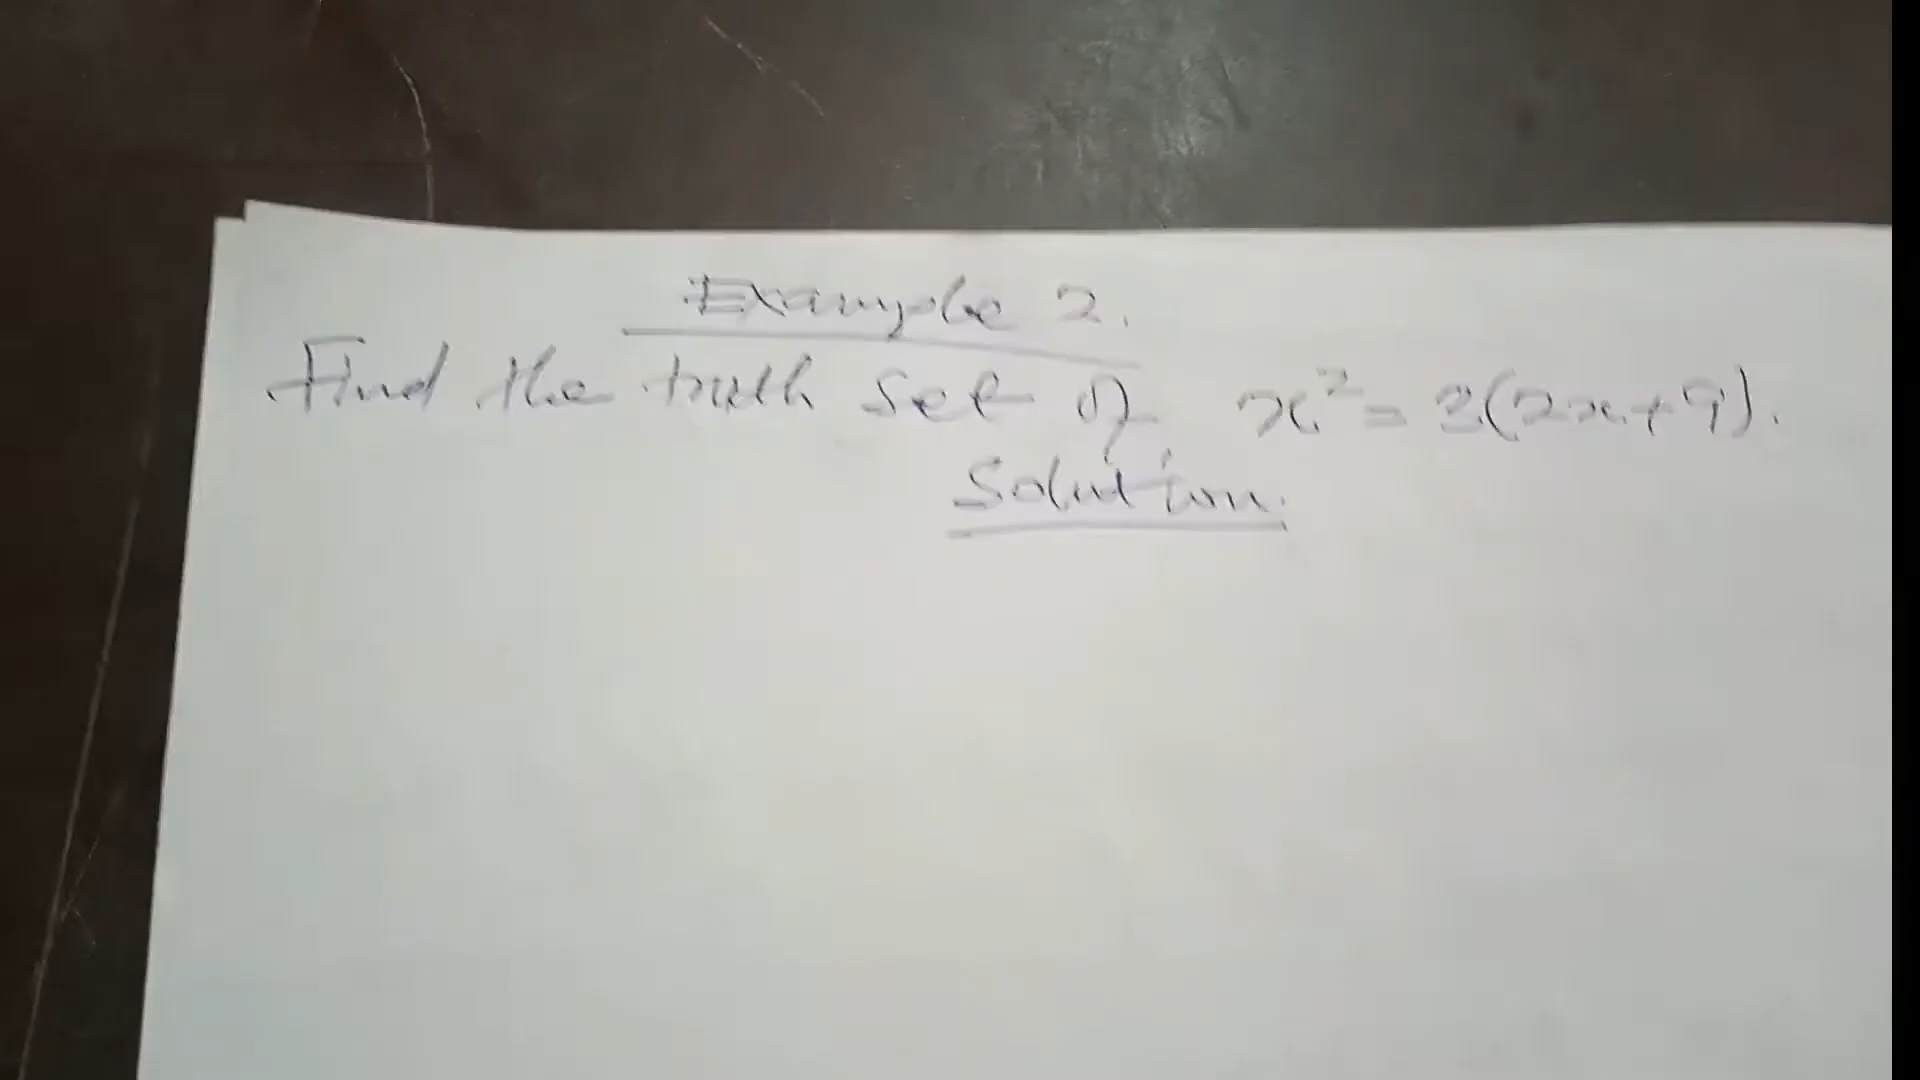 Example 2.
Find the truth set of x² = 3(2x+9).
Solution.